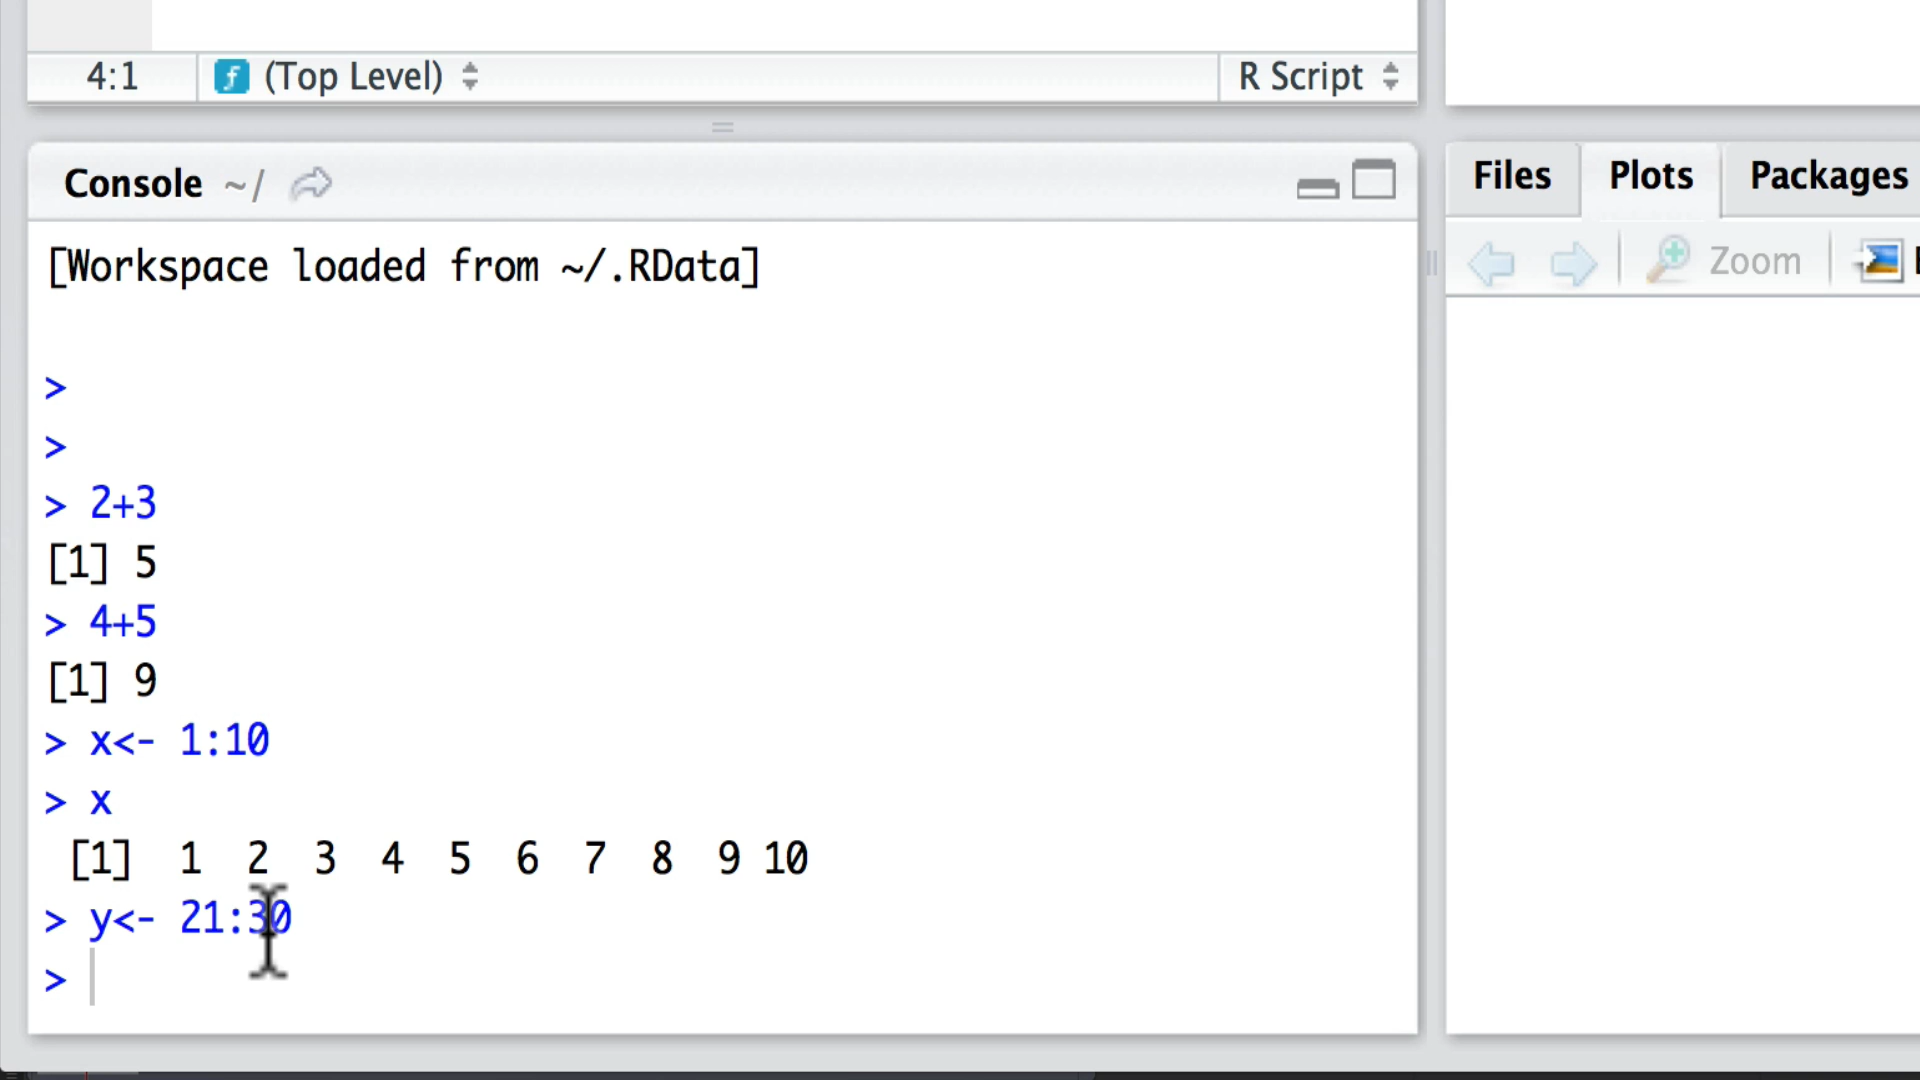 4:1 (Top Level) R Script
Console ~/
[Workspace loaded from ~/.RData]
>
>
> 2+3
[1] 5
> 4+5
[1] 9
> x<- 1:10
> x
[1] 1 2 3 4 5 6 7 8 9 10
> y<- 21:30
>
Files Plots Packages
Zoom